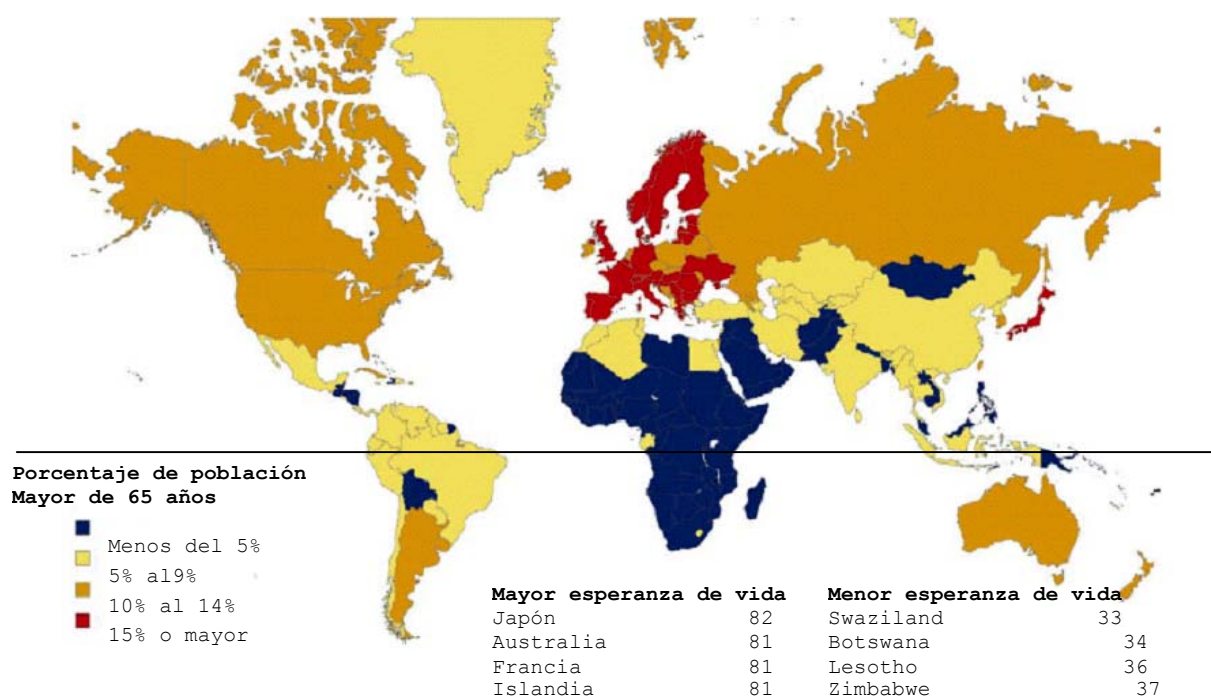 Porcentaje de población
Mayor de 65 años
Menos del 5%
5% al9%
10% al 14%
15% o mayor
Mayor esperanza de vida Menor esperanza de vida
Japón 82 Swaziland 33
Australia 81 Botswana 34
Francia 81 Lesotho 36
Islandia 81 Zimbabwe 37